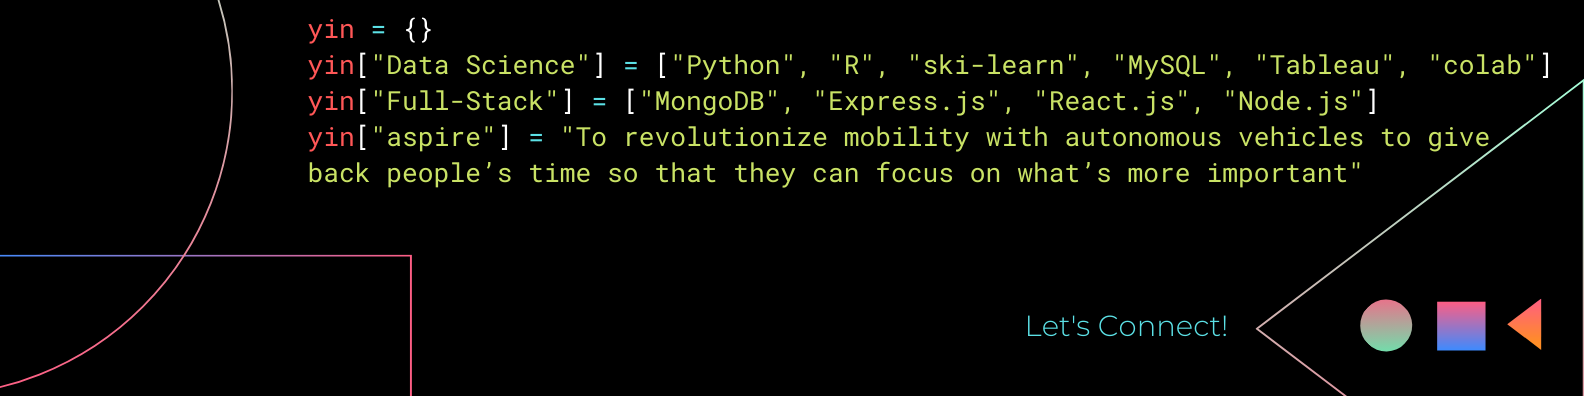 yin = {}
yin["Data Science"] = ["Python", "R", "ski-learn", "MySQL", "Tableau", "colab"]
yin["Full-Stack"] = ["MongoDB", "Express.js", "React.js", "Node.js"]
yin["aspire"] = "To revolutionize mobility with autonomous vehicles to give
back people’s time so that they can focus on what’s more important"
Let's Connect!